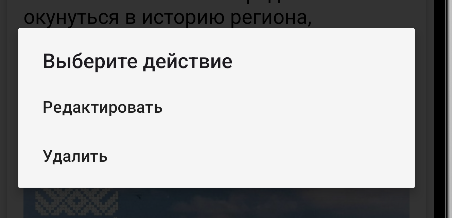 окунуться в историю региона,
Выберите действие
Редактировать
Удалить